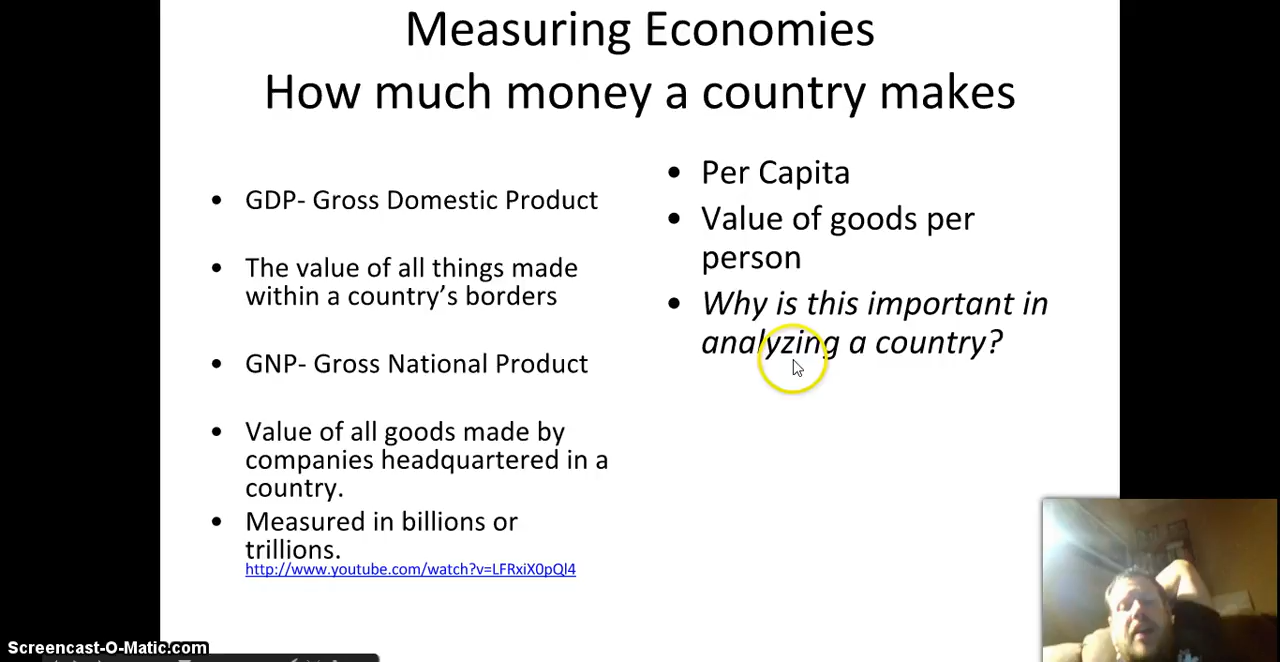 Measuring Economies
How much money a country makes
• GDP- Gross Domestic Product
• The value of all things made
within a country's borders
• GNP- Gross National Product
• Value of all goods made by
companies headquartered in a
country.
• Measured in billions or
trillions.
http://www.youtube.com/watch?v=LFRxiX0pQl4
• Per Capita
• Value of goods per
person
• Why is this important in
analyzing a country?
Screencast-O-Matic.com